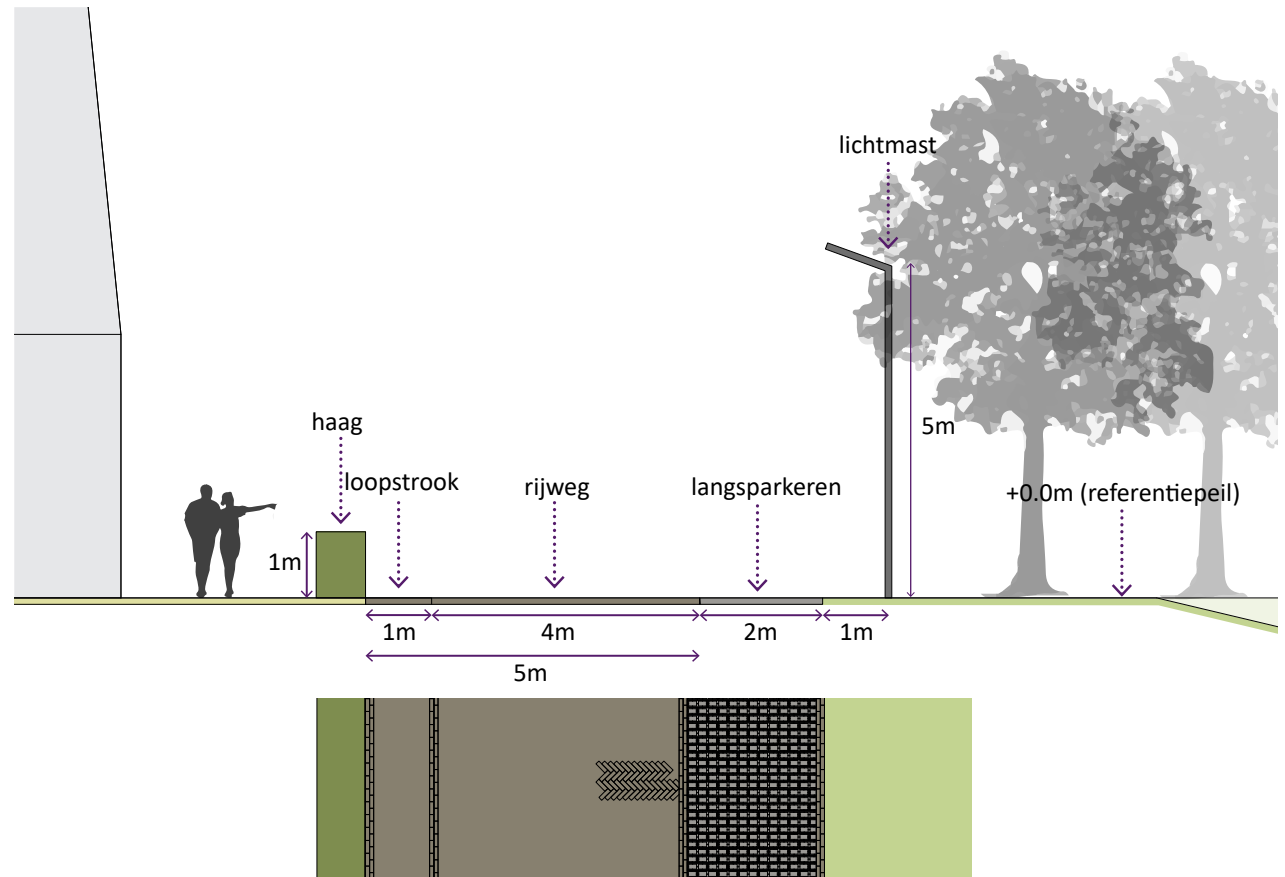 lichtmast
haag
5m
loopstrook
rijweg
langsparkeren
+0.0m (referentiepeil)
1m
1m
4m
2m
1m
5m